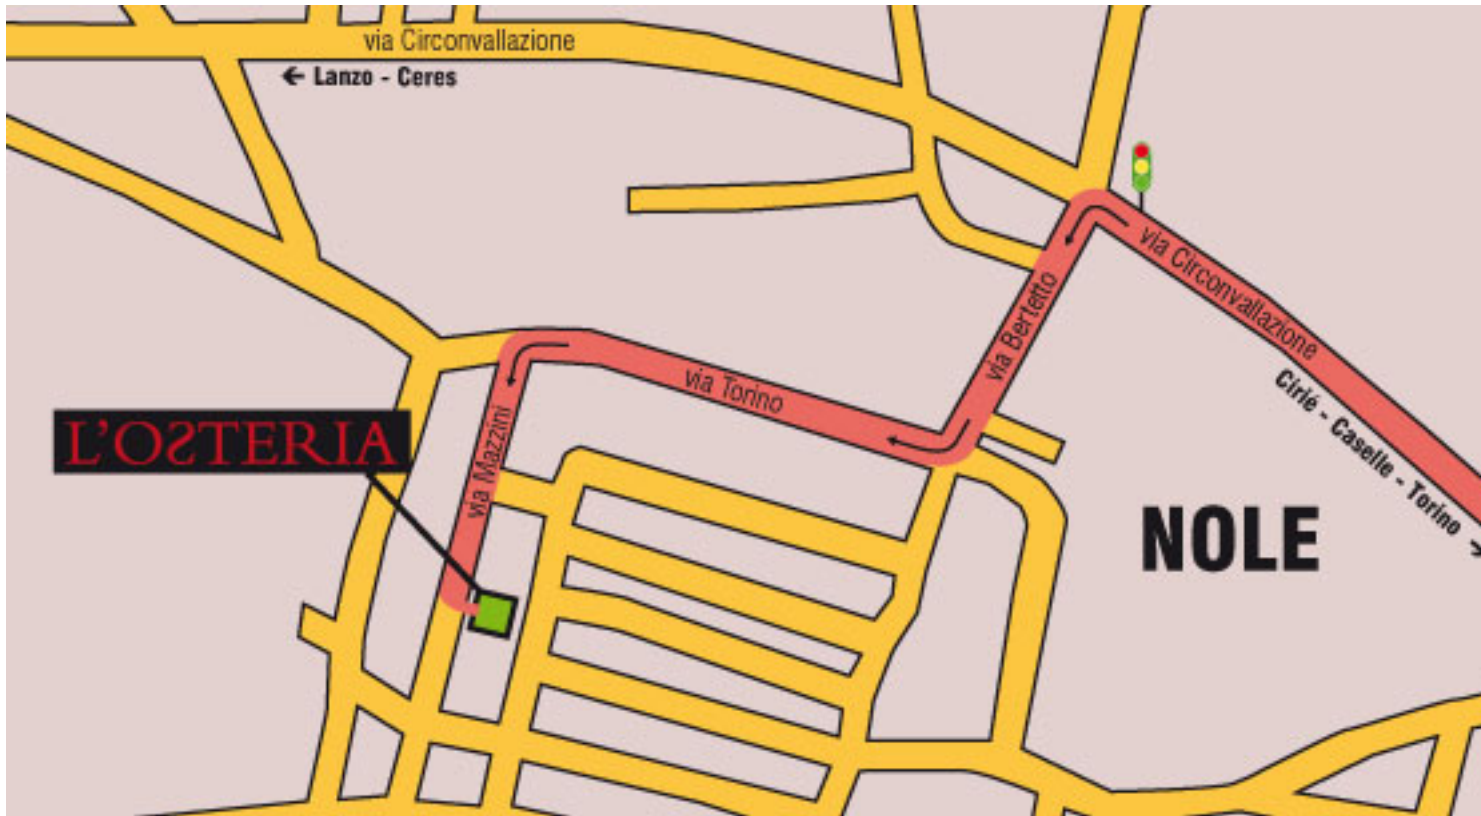 via Circonvallazione
← Lanzo - Ceres
via Circonvallazione
via Bertetto
Cirié - Caselle - Torino →
via Torino
via Mazzini
L'OSTERIA
NOLE